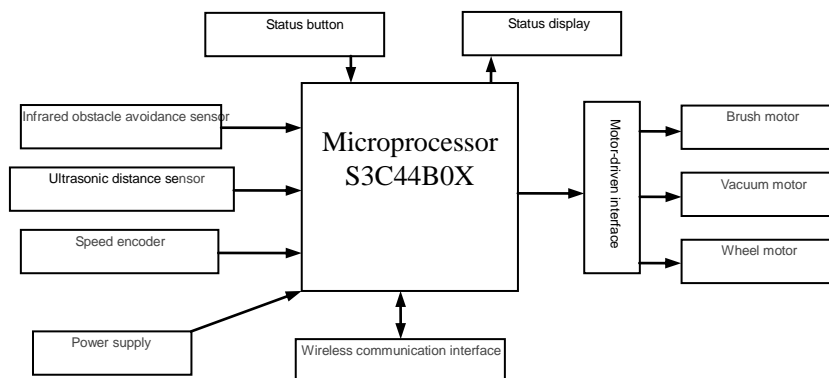 Status button
Status display
Infrared obstacle avoidance sensor
Ultrasonic distance sensor
Speed encoder
Power supply
Microprocessor
S3C44B0X
Wireless communication interface
Motor-driven interface
Brush motor
Vacuum motor
Wheel motor